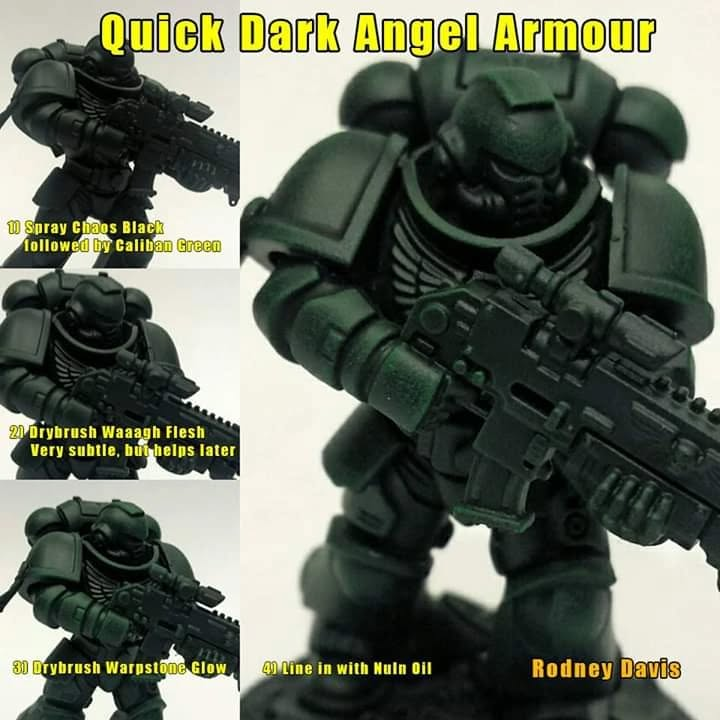 Quick Dark Angel Armour
1) Spray Chaos Black
followed by Caliban Green
2) Drybrush Waaagh Flesh
Very subtle, but helps later
3) Drybrush Warpstone Glow
4) Line in with Nuln Oil
Rodney Davis